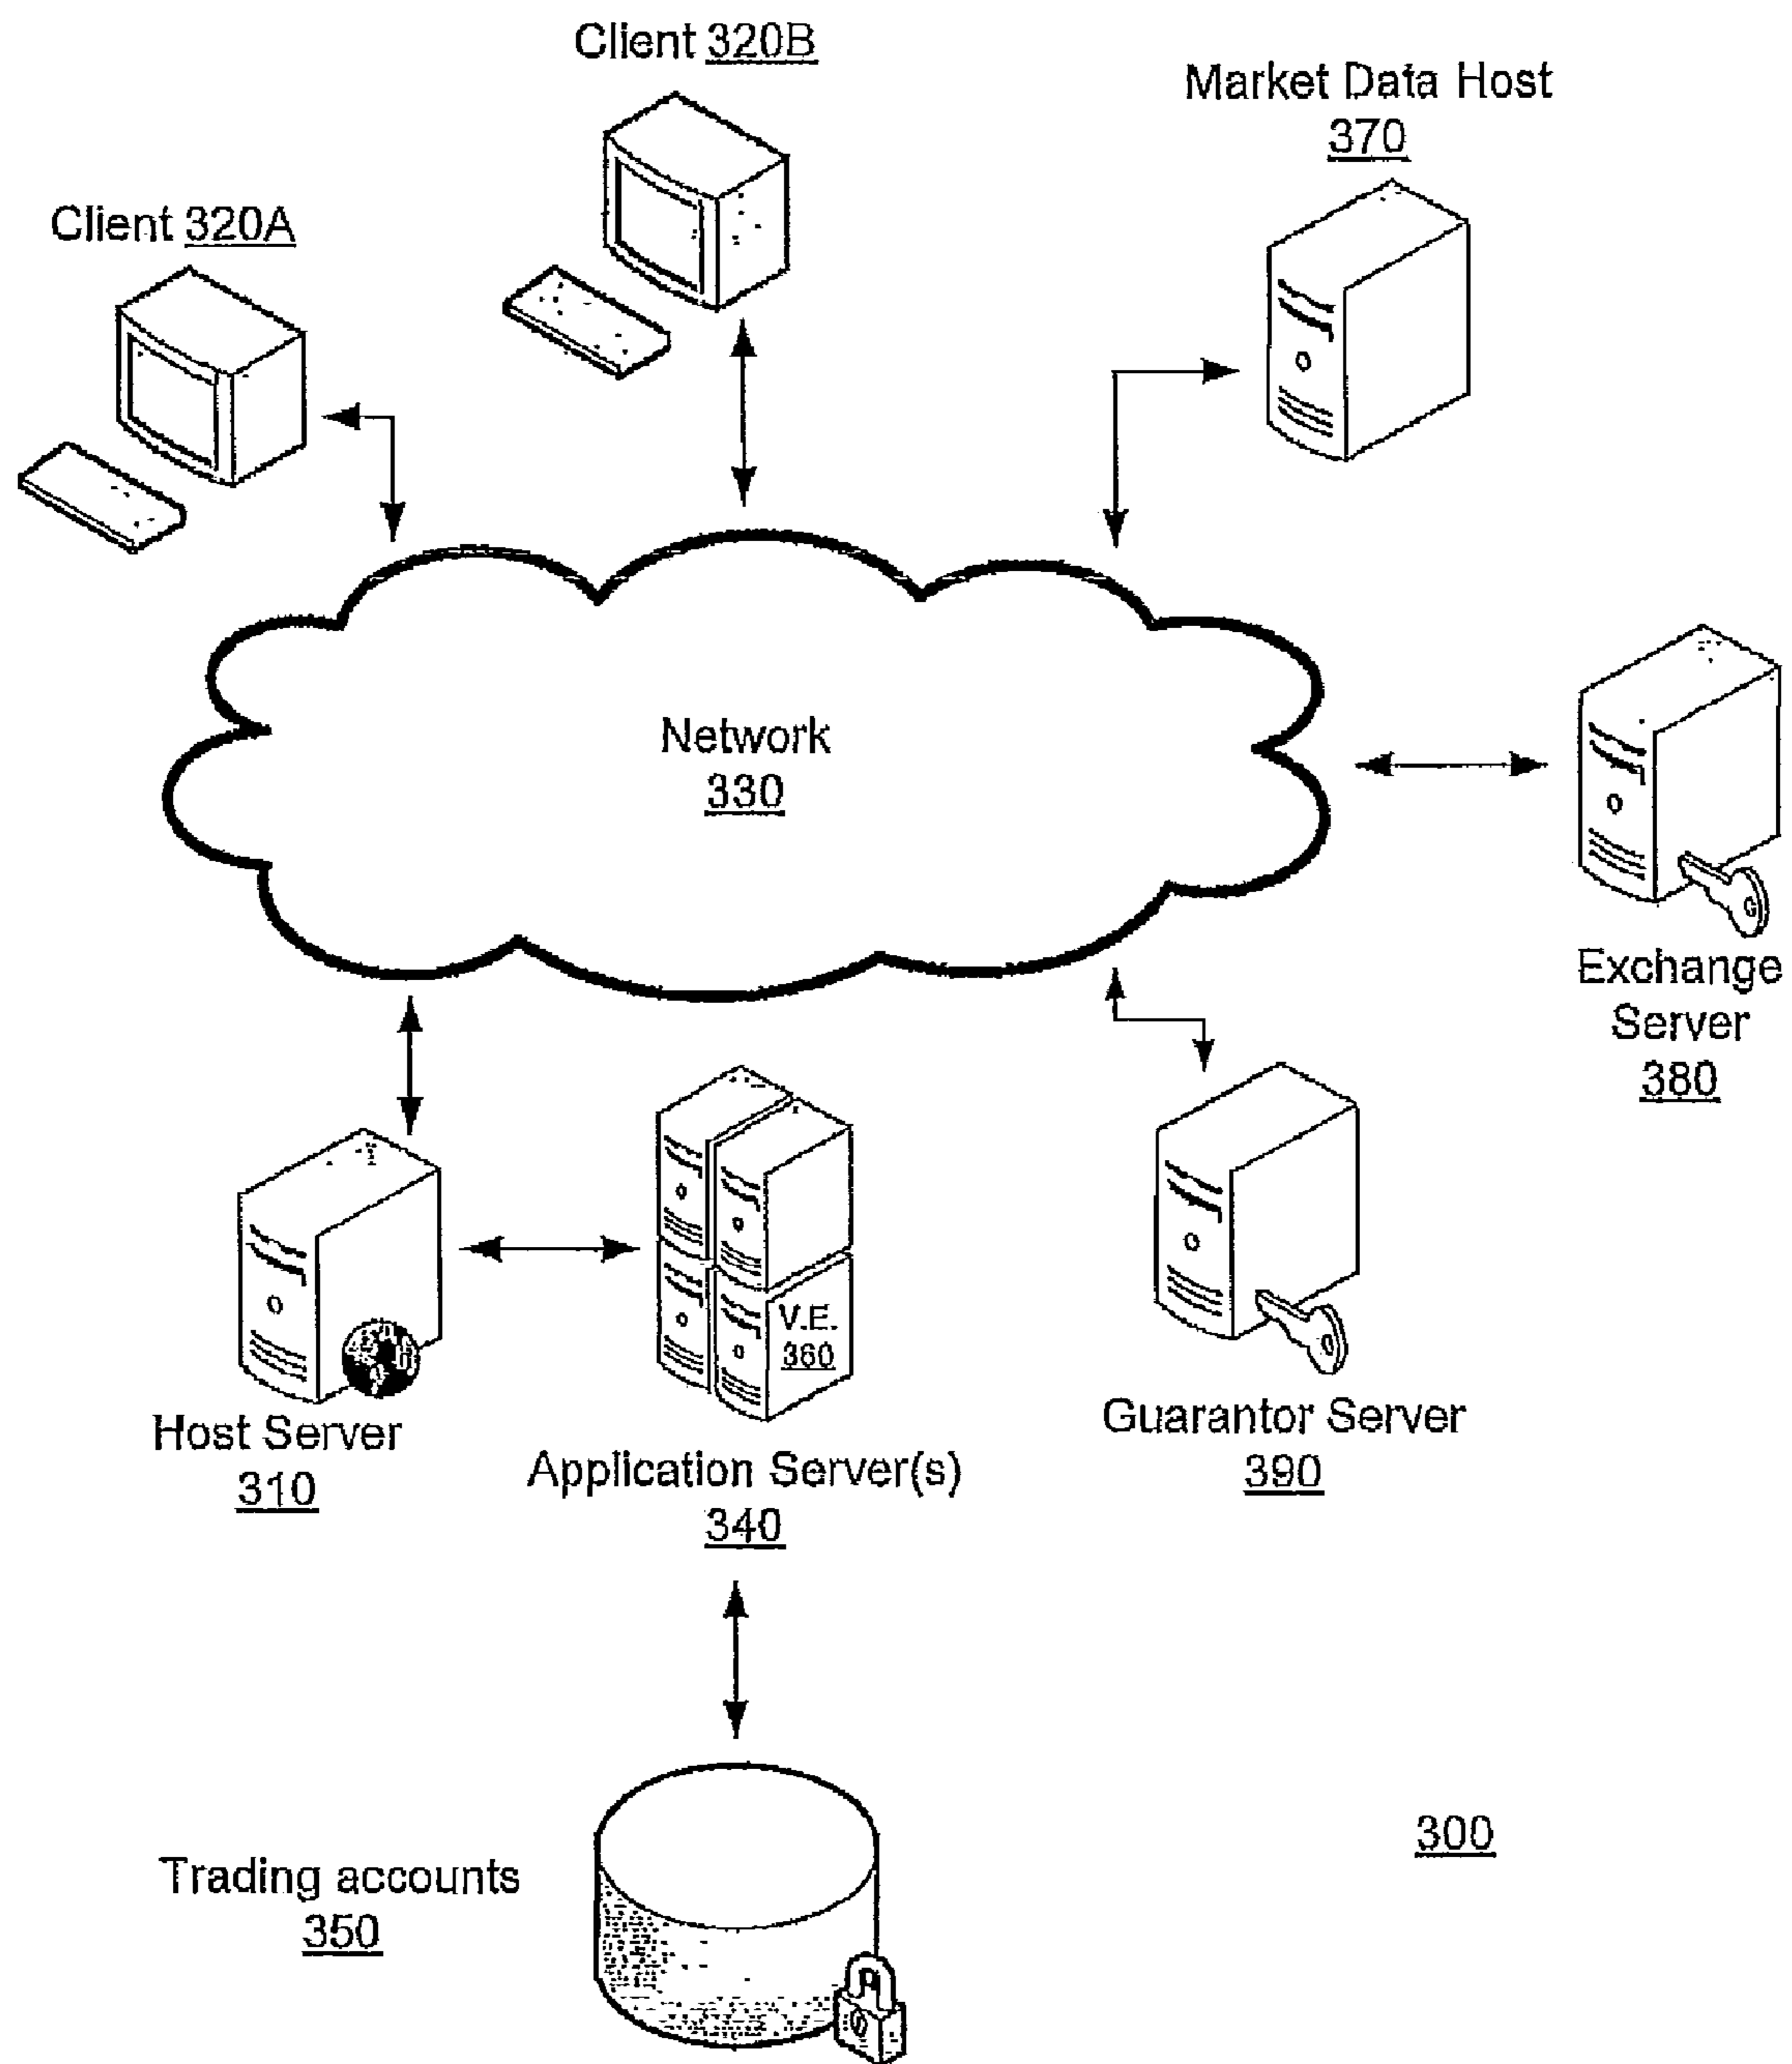 Client 320B
Market Data Host
370
Client 320A
Network
330
Exchange
Server
380
V.E.
360
Host Server
310
Application Server(s)
340
Guarantor Server
390
Trading accounts
350
300